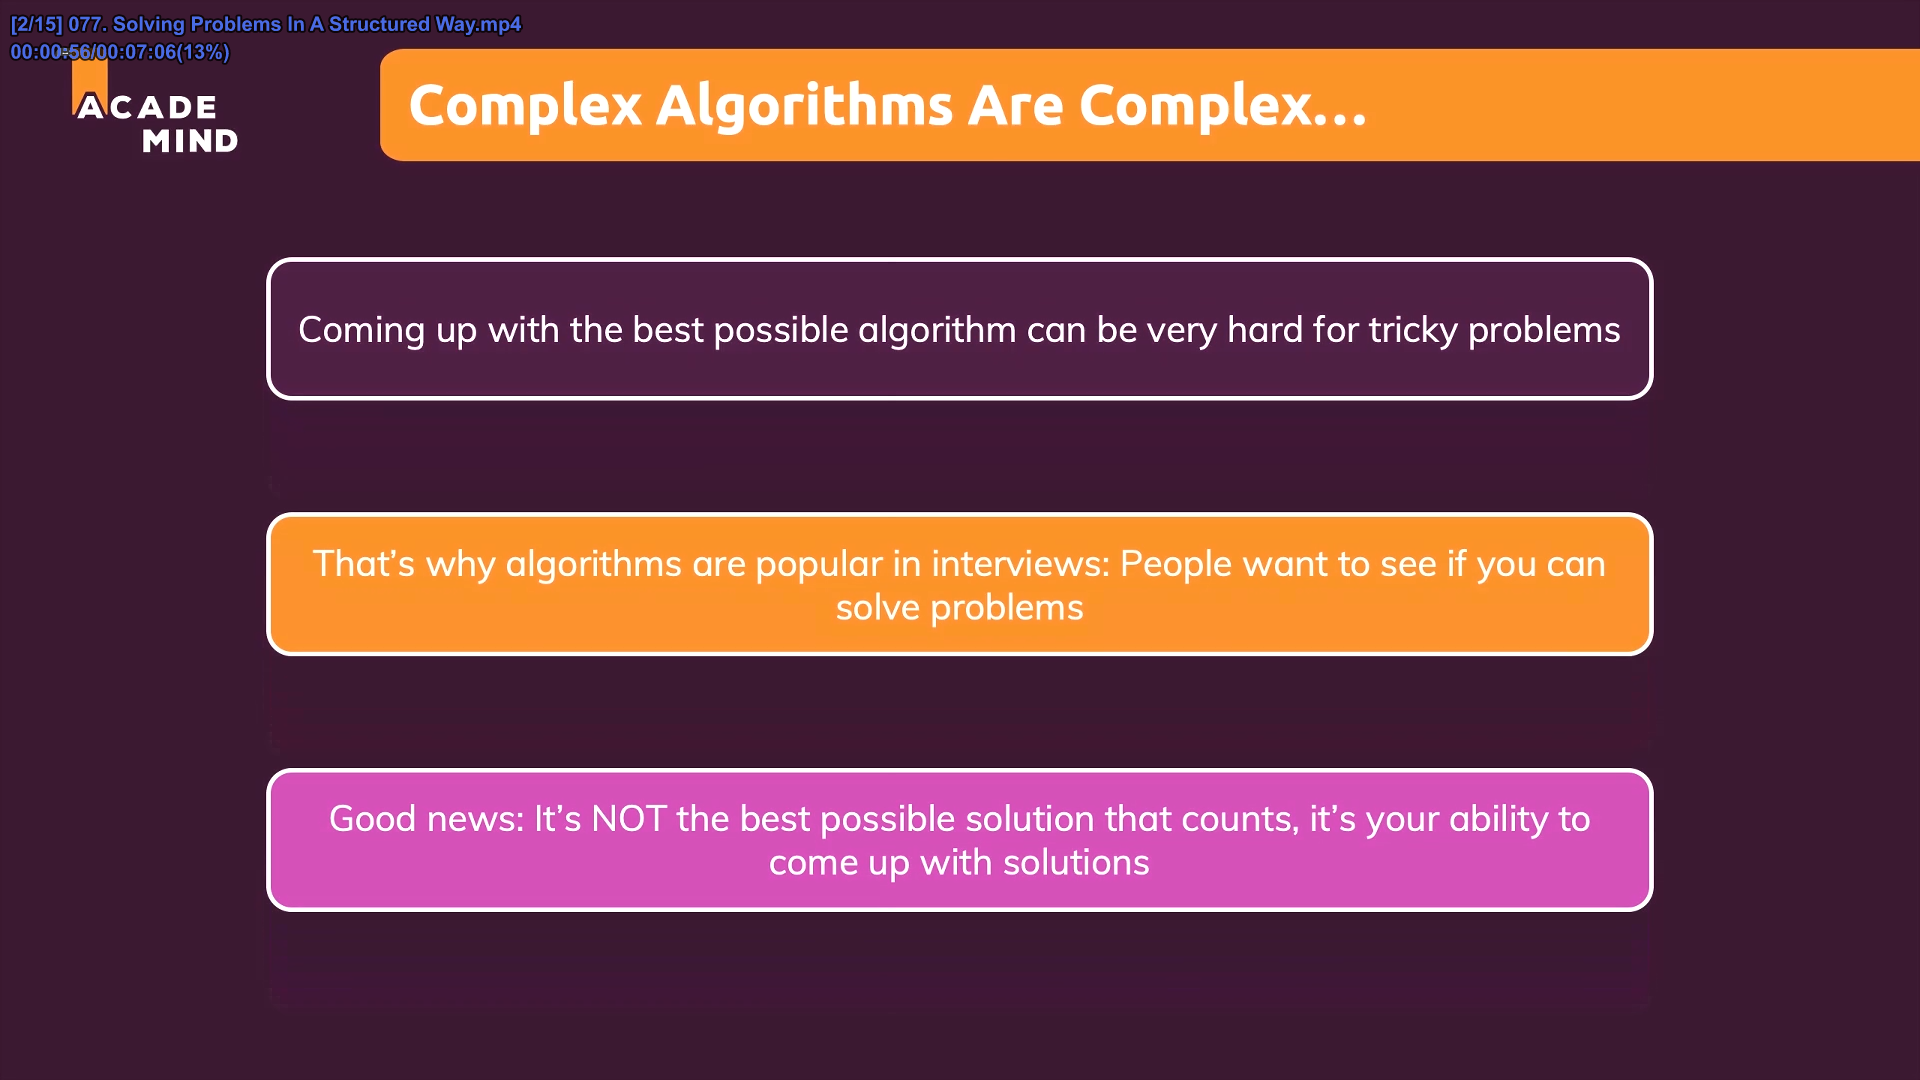 [2/15] 077. Solving Problems In A Structured Way.mp4
00:00:56/00:07:06(13%)
ACADE
MIND
Complex Algorithms Are Complex...
Coming up with the best possible algorithm can be very hard for tricky problems
That’s why algorithms are popular in interviews: People want to see if you can
solve problems
Good news: It’s NOT the best possible solution that counts, it’s your ability to
come up with solutions